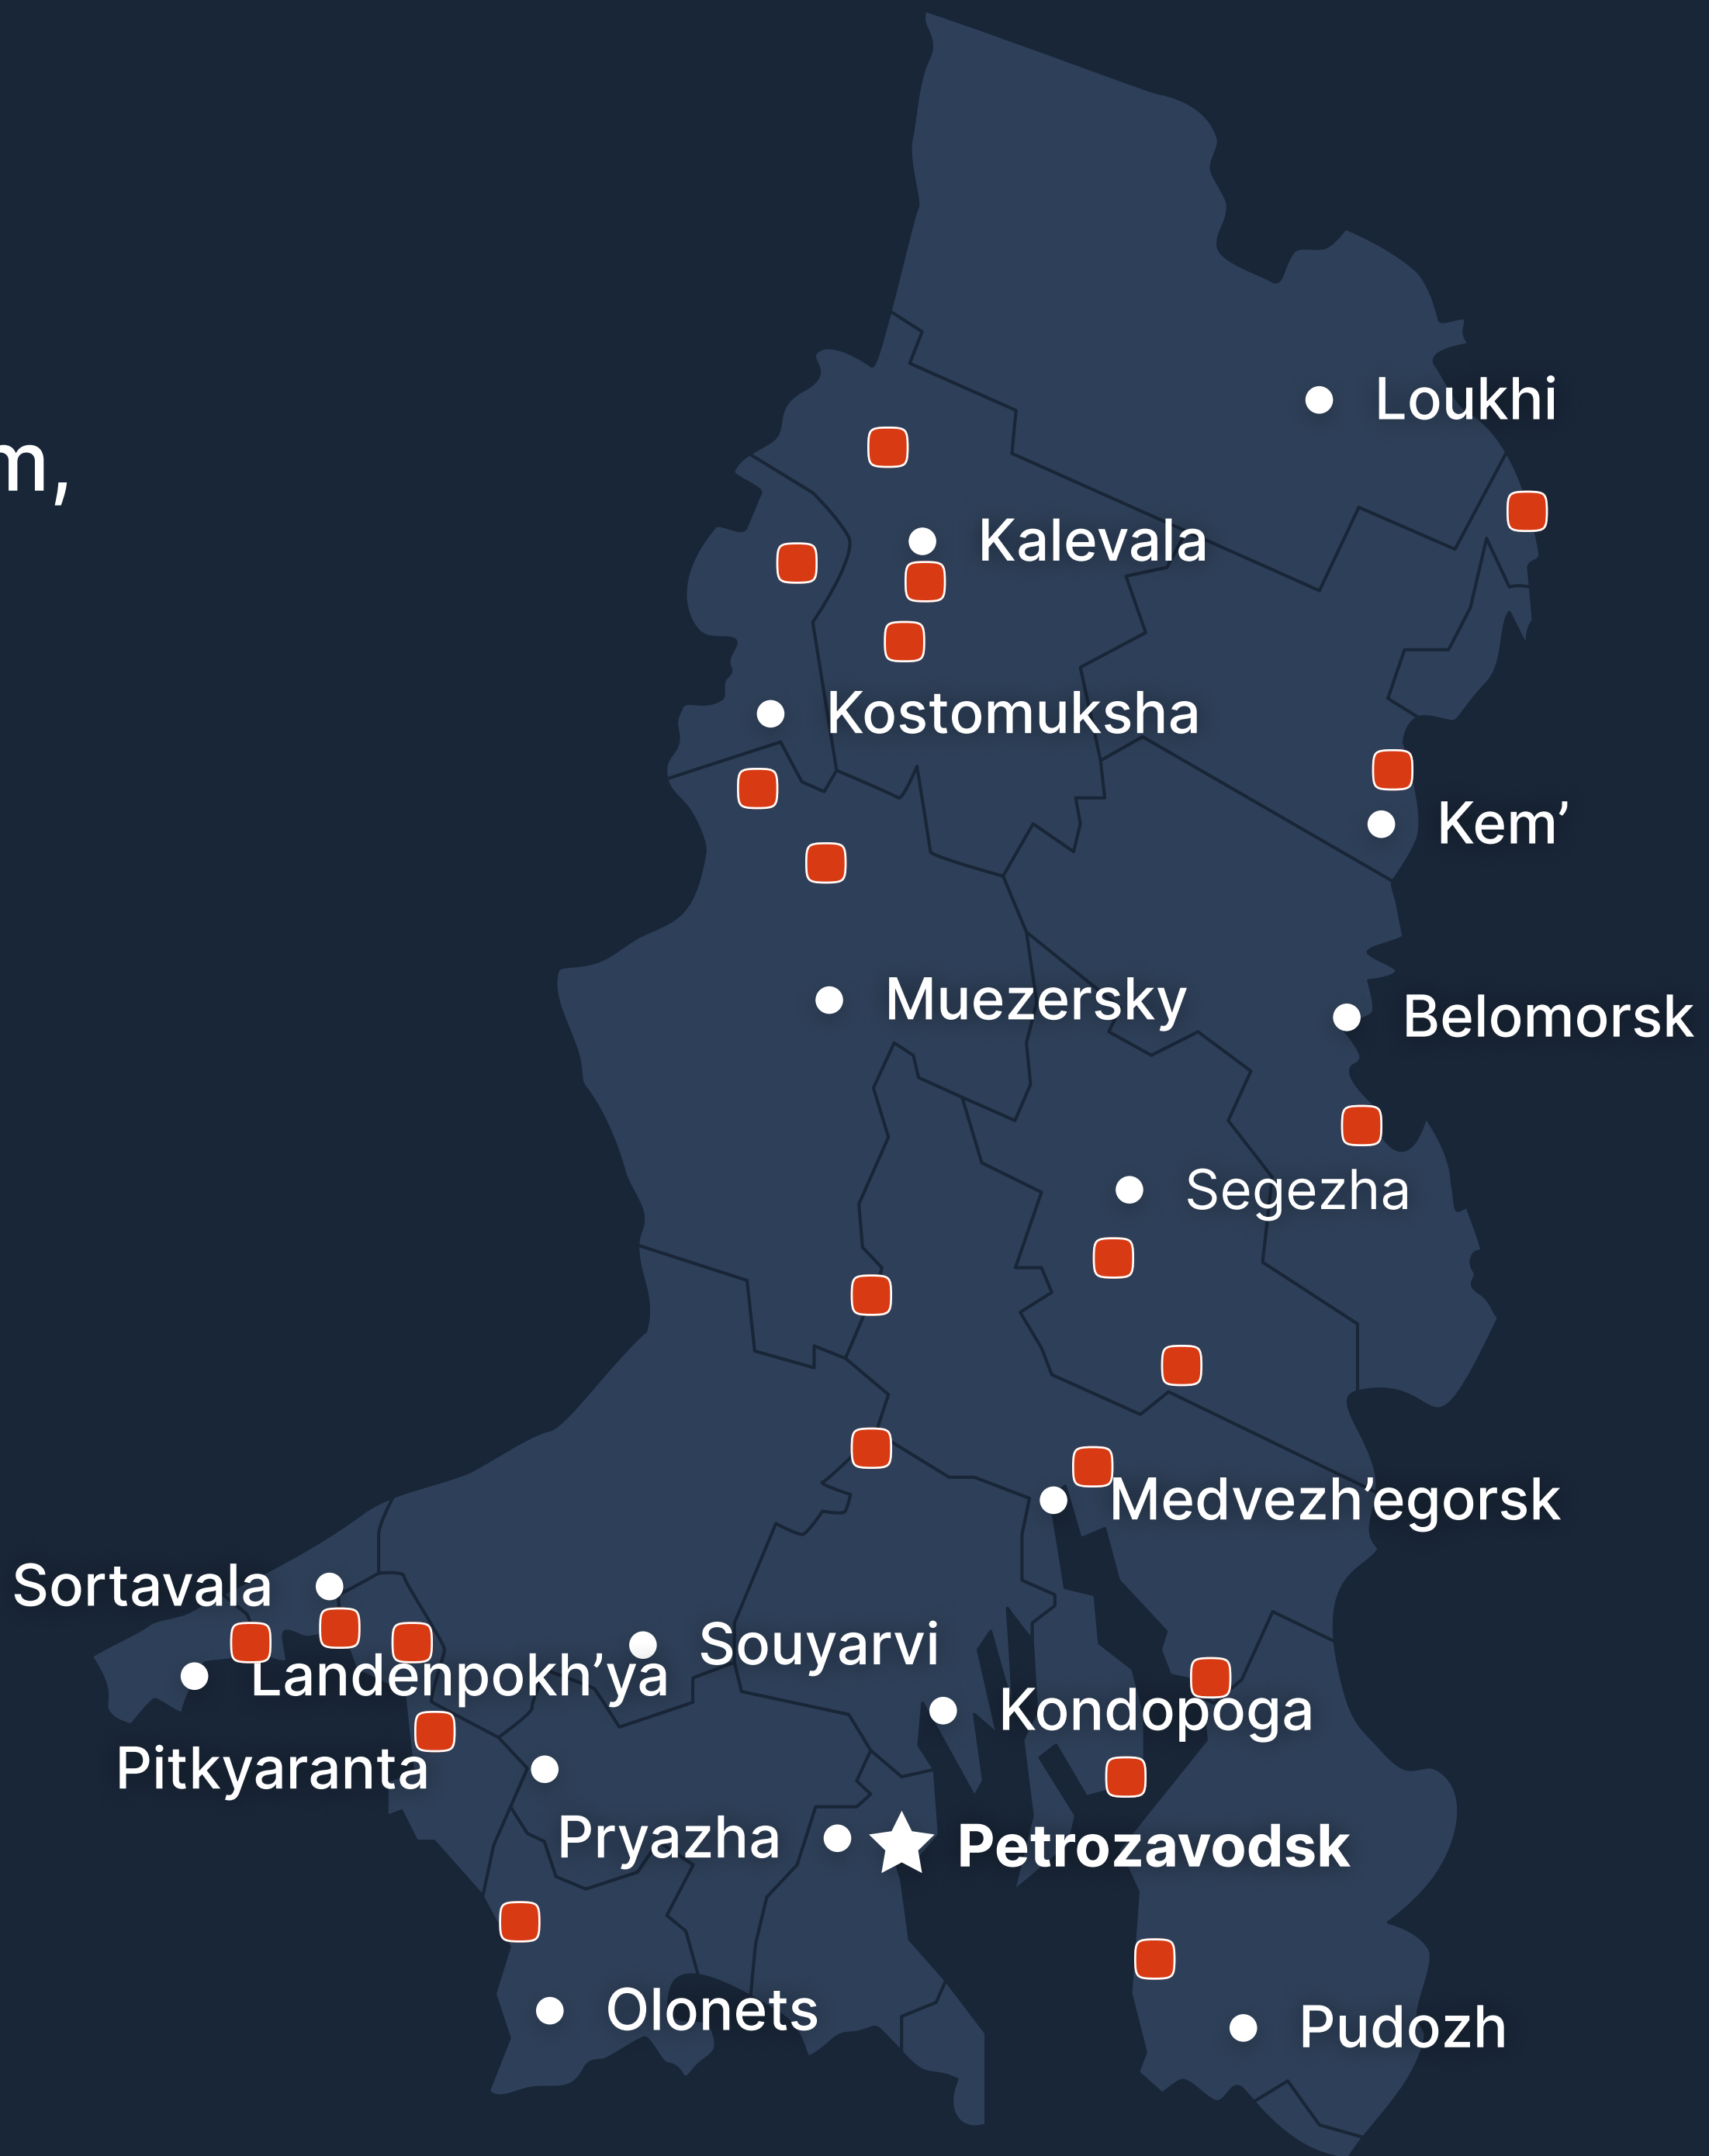 Loukhi
m,
Kalevala
Kostomuksha
Kem’
Muezersky
Belomorsk
Segezha
Medvezh’egorsk
Sortavala
Souyarvi
Landenpokh’ya
Kondopoga
Pitkyaranta
Pryazha
Petrozavodsk
Olonets
Pudozh